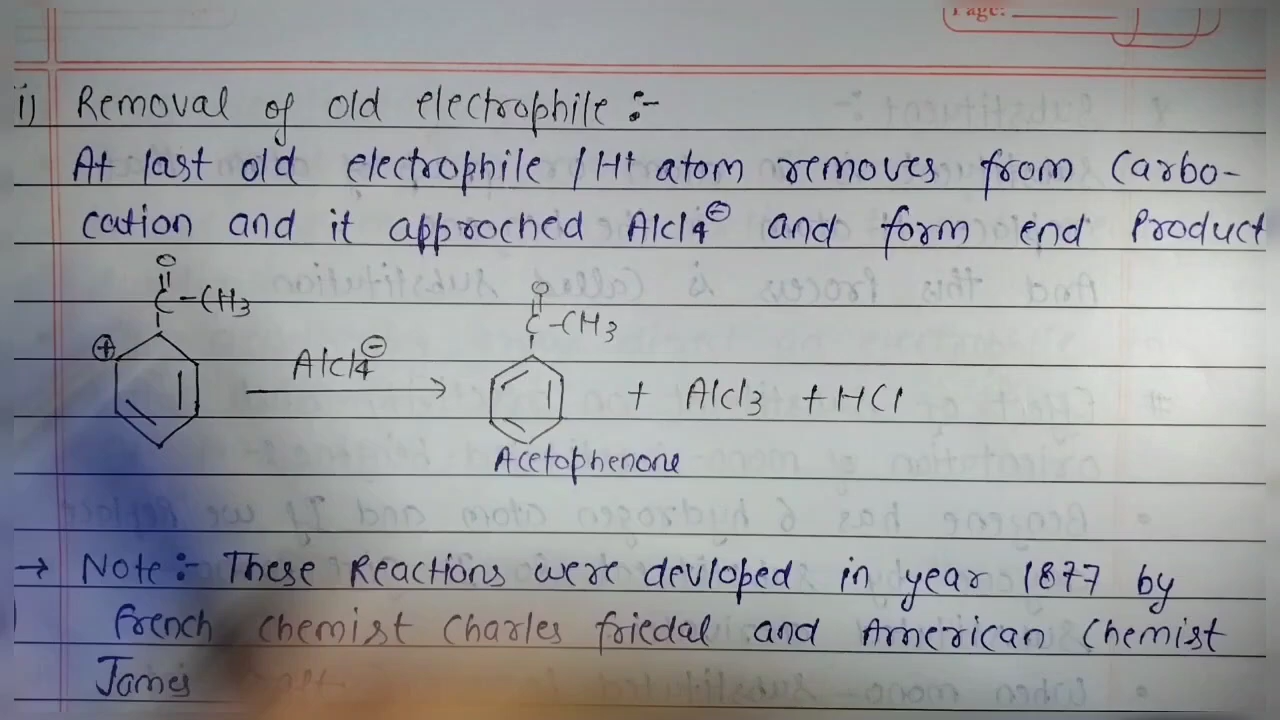 Page:
i) Removal of old electrophile :-
At last old electrophile / H+ atom removes from Carbo-
cation and it approched AlCl4⊖ and form end Product
O
C-CH3
O
C-CH3
⊕
AlCl4⊖
+ AlCl3 + HCl
Acetophenone
→ Note:- These Reactions were devloped in year 1877 by
french chemist Charles friedal and American Chemist
James